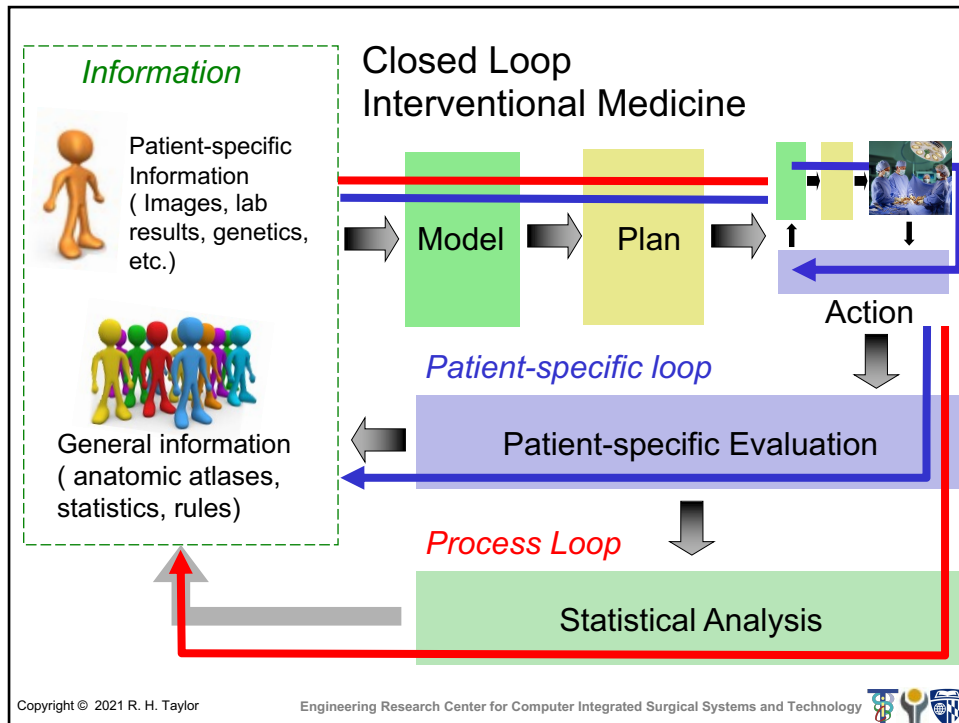 Information
Closed Loop
Interventional Medicine
Patient-specific
Information
( Images, lab
results, genetics,
etc.)
Model
Plan
Action
Patient-specific loop
Patient-specific Evaluation
General information
( anatomic atlases,
statistics, rules)
Process Loop
Statistical Analysis
Copyright © 2021 R. H. Taylor
Engineering Research Center for Computer Integrated Surgical Systems and Technology